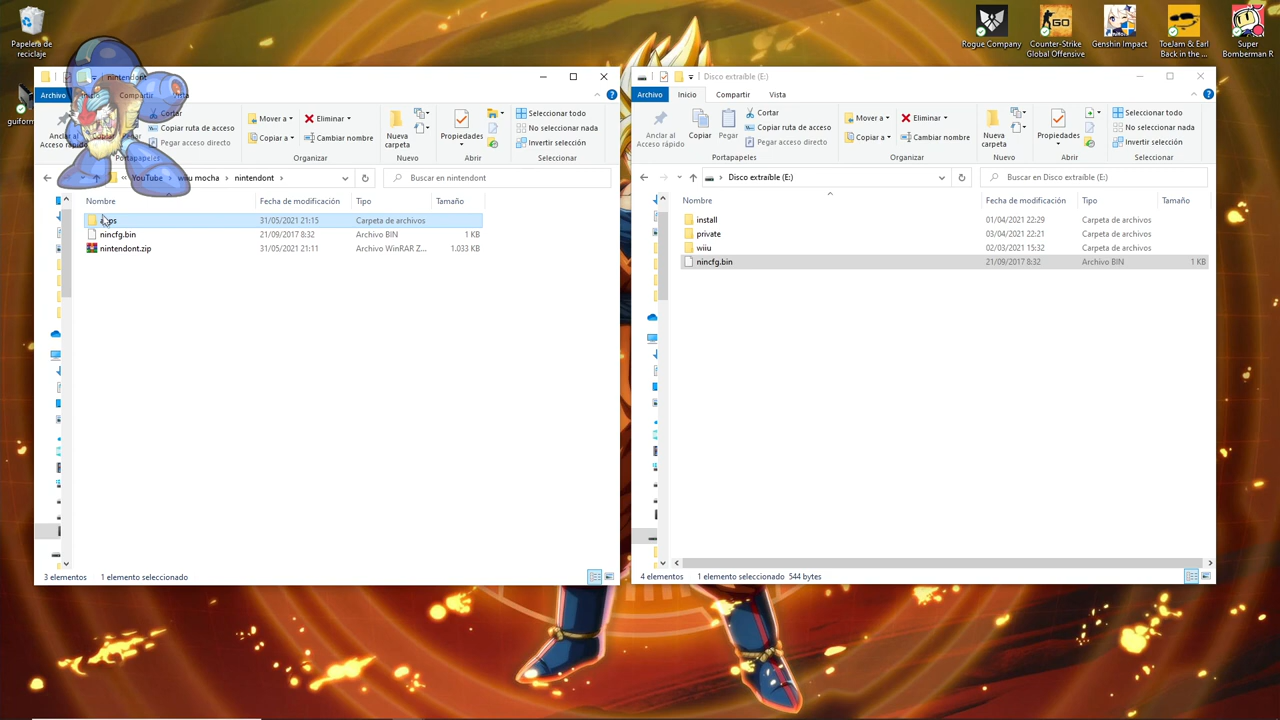 Papelera de
reciclaje
Rogue Company
Counter-Strike
Global Offensive
Genshin Impact
ToeJam & Earl
Back in the ...
Super
Bomberman R
nintendont
Archivo
Inicio
Compartir
Vista
Anclar al
Acceso rápido
Copiar
Pegar
Cortar
Copiar ruta de acceso
Pegar acceso directo
Portapapeles
Mover a
Copiar a
Eliminar
Cambiar nombre
Organizar
Nueva
carpeta
Nuevo
Propiedades
Abrir
Seleccionar todo
No seleccionar nada
Invertir selección
Seleccionar
« YouTube › wiiu mocha › nintendont ›
Buscar en nintendont
Nombre
Fecha de modificación
Tipo
Tamaño
apps 31/05/2021 21:15 Carpeta de archivos
nincfg.bin 21/09/2017 8:32 Archivo BIN 1 KB
nintendont.zip 31/05/2021 21:11 Archivo WinRAR Z... 1.033 KB
3 elementos 1 elemento seleccionado
Disco extraíble (E:)
Archivo
Inicio
Compartir
Vista
Anclar al
Acceso rápido
Copiar
Pegar
Cortar
Copiar ruta de acceso
Pegar acceso directo
Portapapeles
Mover a
Copiar a
Eliminar
Cambiar nombre
Organizar
Nueva
carpeta
Nuevo
Propiedades
Abrir
Seleccionar todo
No seleccionar nada
Invertir selección
Seleccionar
› Disco extraíble (E:)
Buscar en Disco extraíble (E:)
Nombre
Fecha de modificación
Tipo
Tamaño
install 01/04/2021 22:29 Carpeta de archivos
private 03/04/2021 22:21 Carpeta de archivos
wiiu 02/03/2021 15:32 Carpeta de archivos
nincfg.bin 21/09/2017 8:32 Archivo BIN 1 KB
4 elementos 1 elemento seleccionado 544 bytes